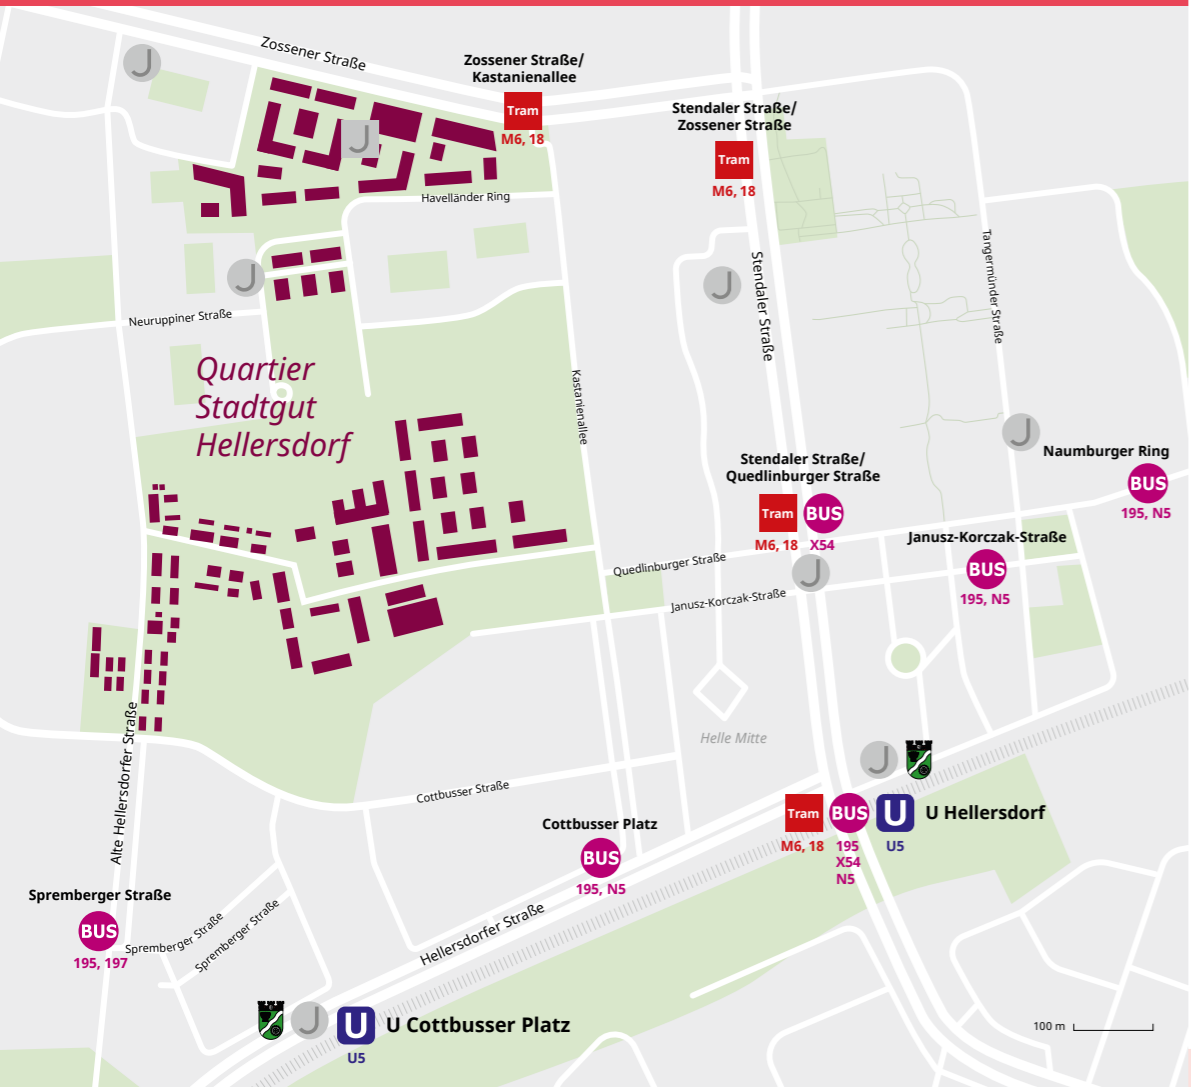 Zossener Straße
Zossener Straße/
Kastanienallee
Tram
M6, 18
Stendaler Straße/
Zossener Straße
Tram
M6, 18
J
J
Havelländer Ring
Tangermünder Straße
Stendaler Straße
J
J
Neuruppiner Straße
Quartier
Stadtgut
Hellersdorf
Kastanienallee
J
Naumburger Ring
BUS
195, N5
Stendaler Straße/
Quedlinburger Straße
Tram
BUS
M6, 18
X54
Janusz-Korczak-Straße
BUS
195, N5
Quedlinburger Straße
J
Janusz-Korczak-Straße
Helle Mitte
Alte Hellersdorfer Straße
J
Cottbusser Straße
Tram
BUS
U
U Hellersdorf
M6, 18
195
X54
N5
U5
Cottbusser Platz
BUS
195, N5
Spremberger Straße
BUS
195, 197
Spremberger Straße
Spremberger Straße
Hellersdorfer Straße
J
U
U Cottbusser Platz
U5
100 m